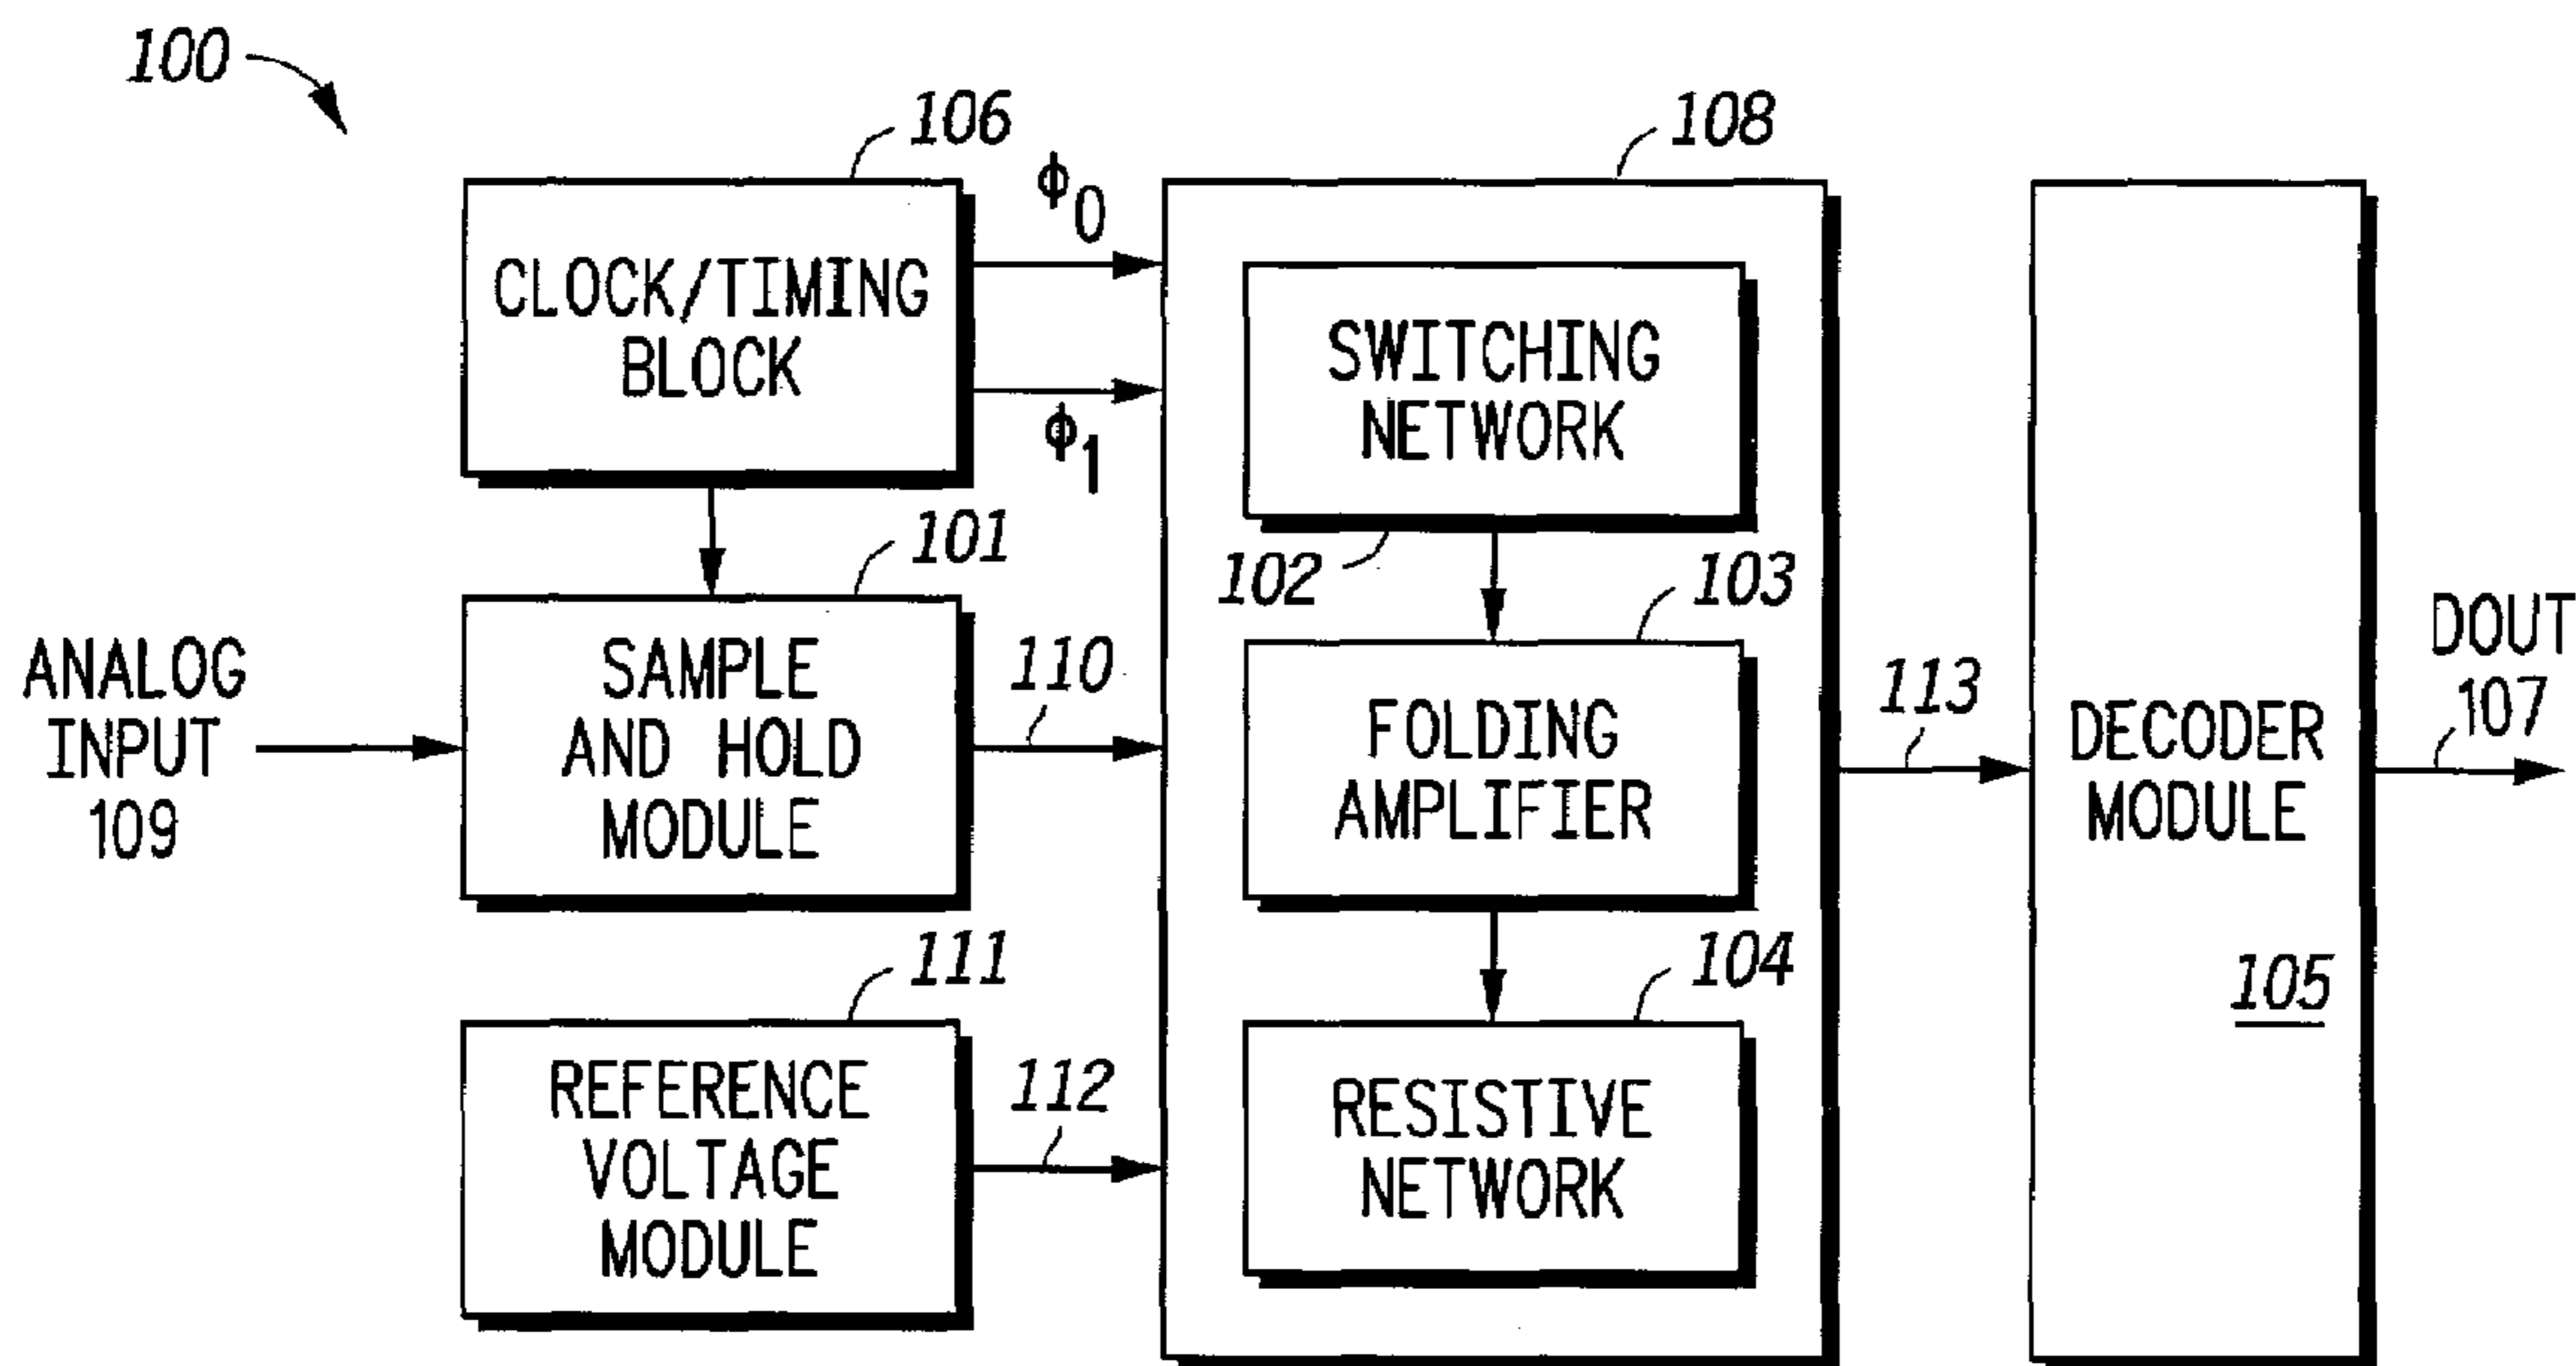 100
106
108
ϕ0
CLOCK/TIMING
BLOCK
ϕ1
SWITCHING
NETWORK
102
101
103
ANALOG
INPUT
109
SAMPLE
AND HOLD
MODULE
110
FOLDING
AMPLIFIER
113
DECODER
MODULE
105
DOUT
107
111
104
REFERENCE
VOLTAGE
MODULE
112
RESISTIVE
NETWORK